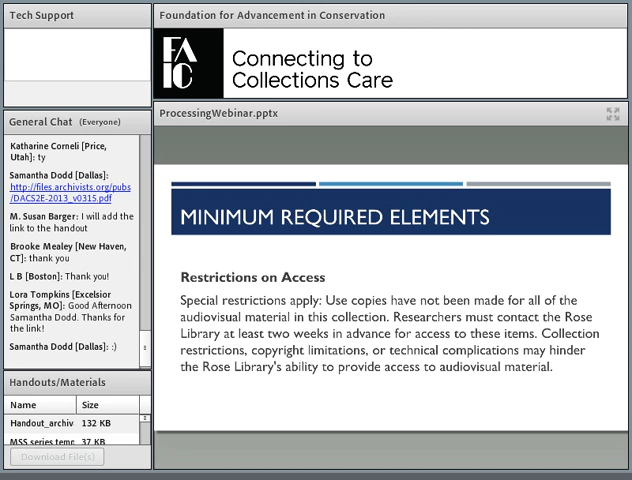 Tech Support
General Chat (Everyone)
Katharine Corneli [Price,
Utah]: ty
Samantha Dodd [Dallas]:
http://files.archivists.org/pubs
/DACS2E-2013_v0315.pdf
M. Susan Barger: I will add the
link to the handout
Brooke Mealey [New Haven,
CT]: thank you
L B [Boston]: Thank you!
Lora Tompkins [Excelsior
Springs, MO]: Good Afternoon
Samantha Dodd. Thanks for
the link!
Samantha Dodd [Dallas]: :)
Handouts/Materials
Name Size
Handout_archiv 132 KB
MSS series temp 37 KB
Download File(s)
Foundation for Advancement in Conservation
FAIC
Connecting to
Collections Care
ProcessingWebinar.pptx
MINIMUM REQUIRED ELEMENTS
Restrictions on Access
Special restrictions apply: Use copies have not been made for all of the
audiovisual material in this collection. Researchers must contact the Rose
Library at least two weeks in advance for access to these items. Collection
restrictions, copyright limitations, or technical complications may hinder
the Rose Library's ability to provide access to audiovisual material.